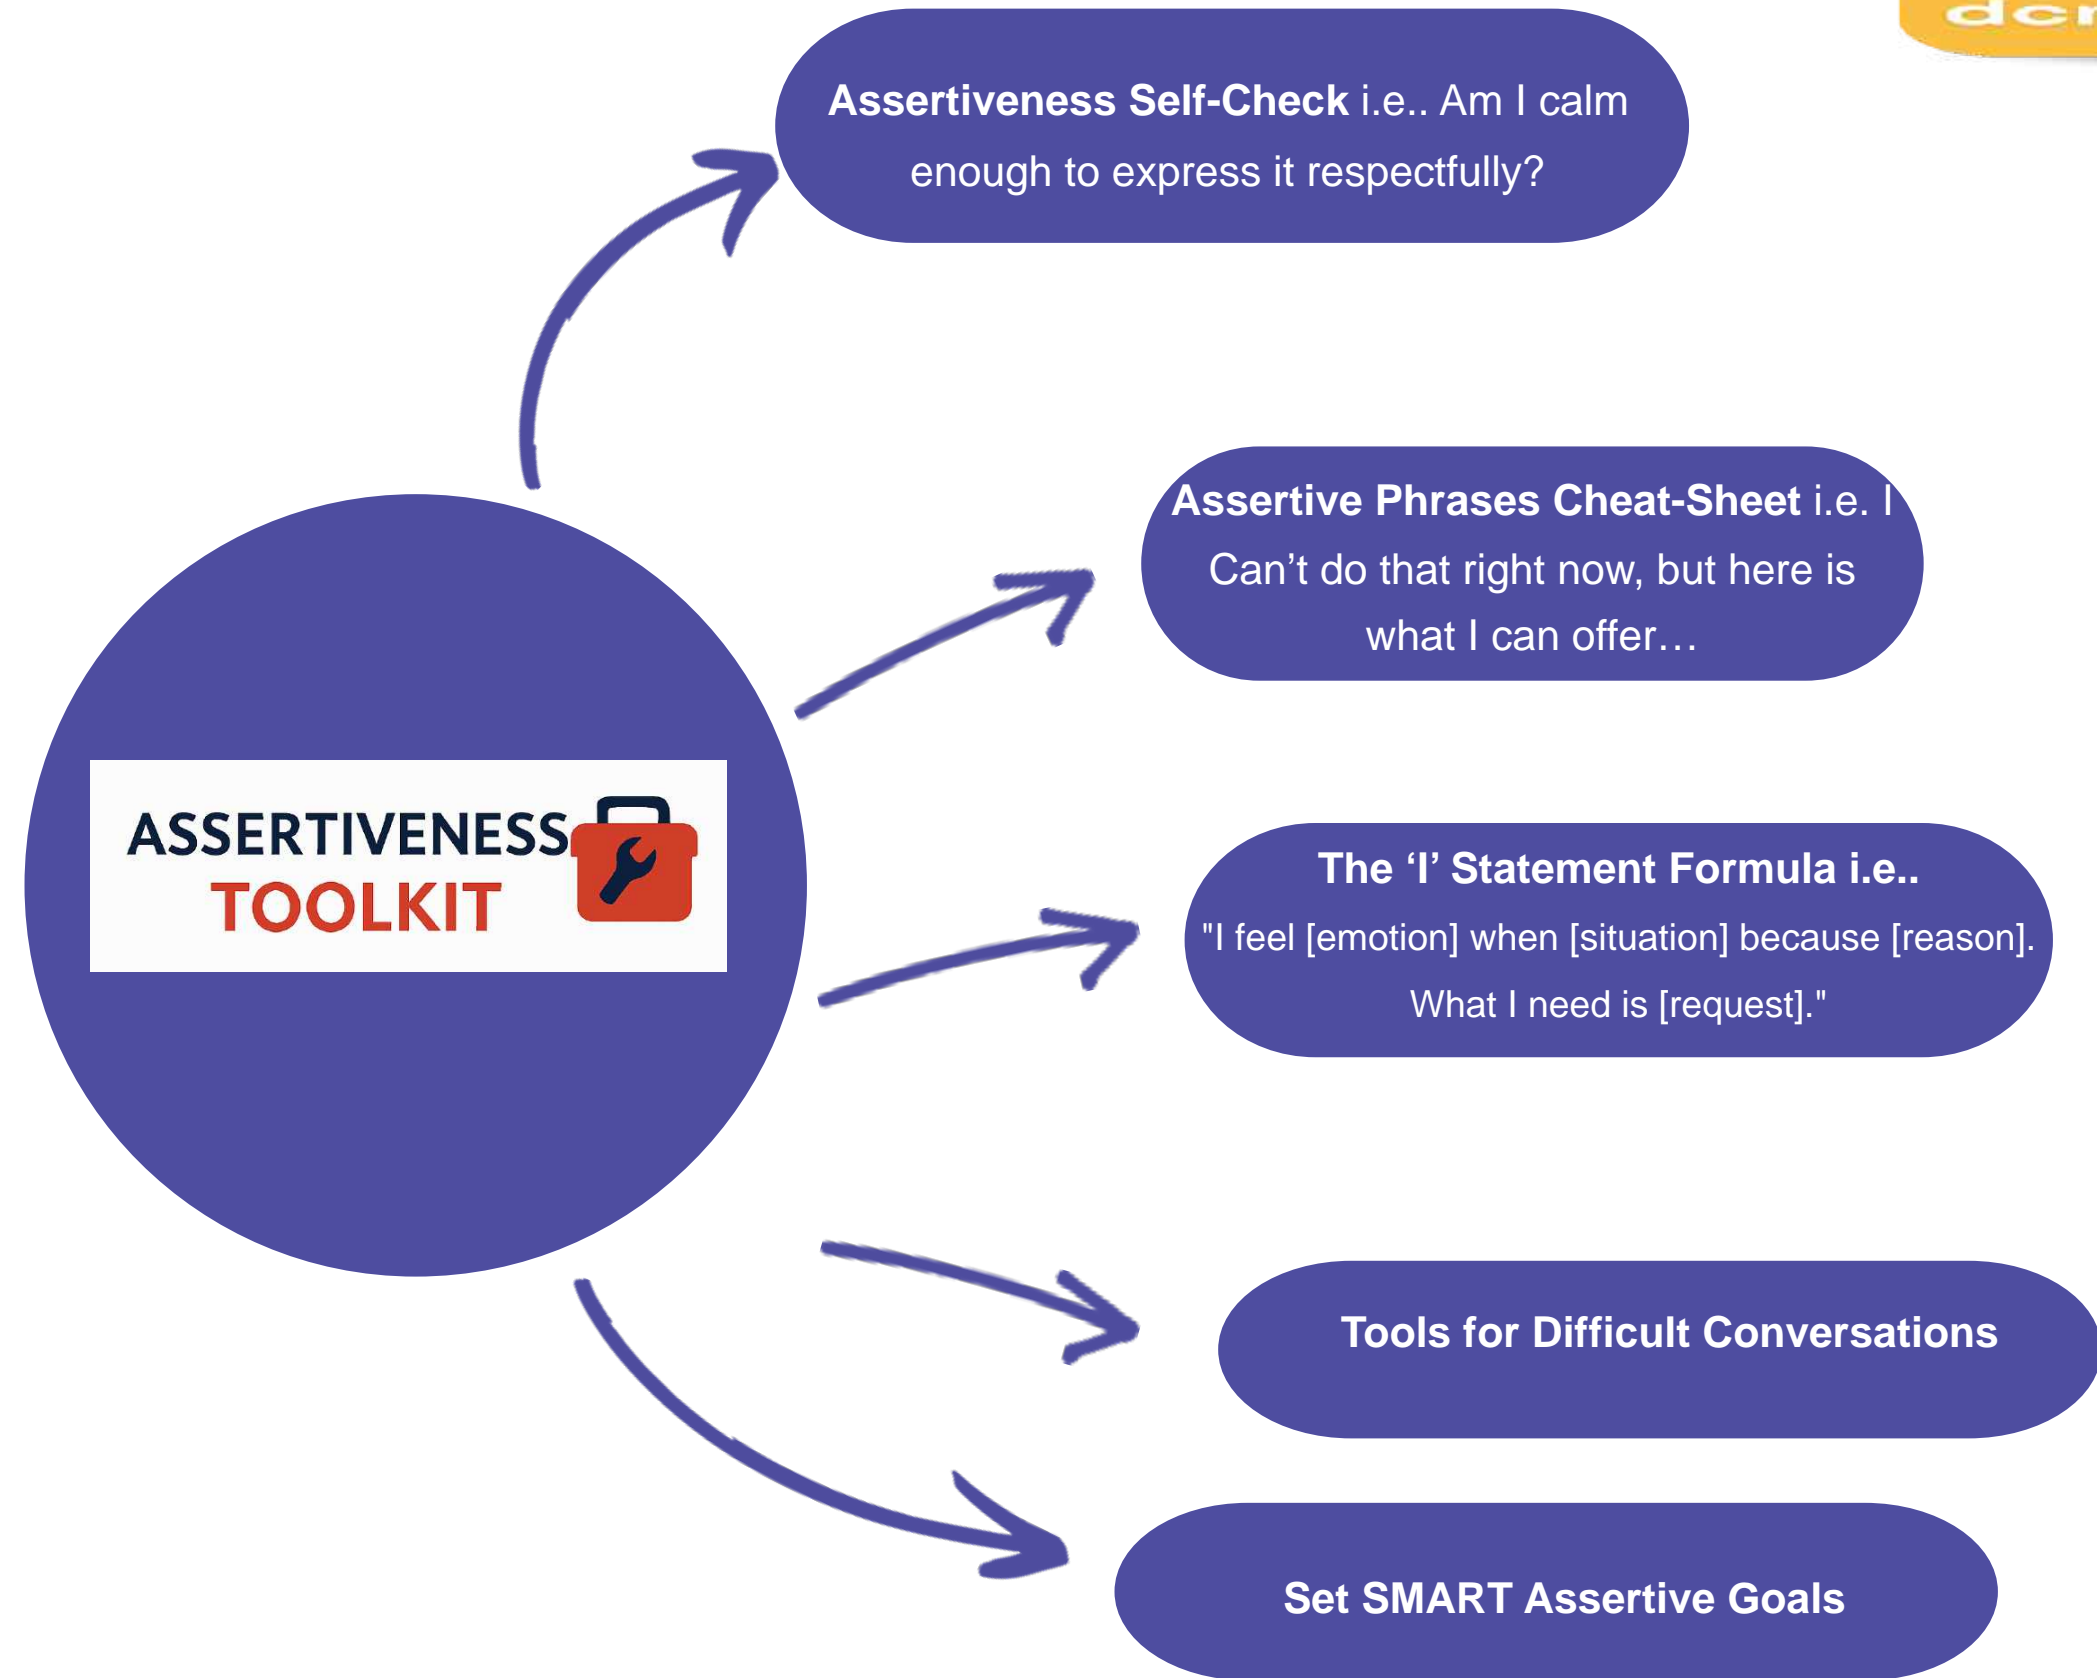 Assertiveness Self-Check i.e.. Am I calm
enough to express it respectfully?
Assertive Phrases Cheat-Sheet i.e. I
Can’t do that right now, but here is
what I can offer…
ASSERTIVENESS
TOOLKIT
The ‘I’ Statement Formula i.e..
"I feel [emotion] when [situation] because [reason].
What I need is [request]."
Tools for Difficult Conversations
Set SMART Assertive Goals